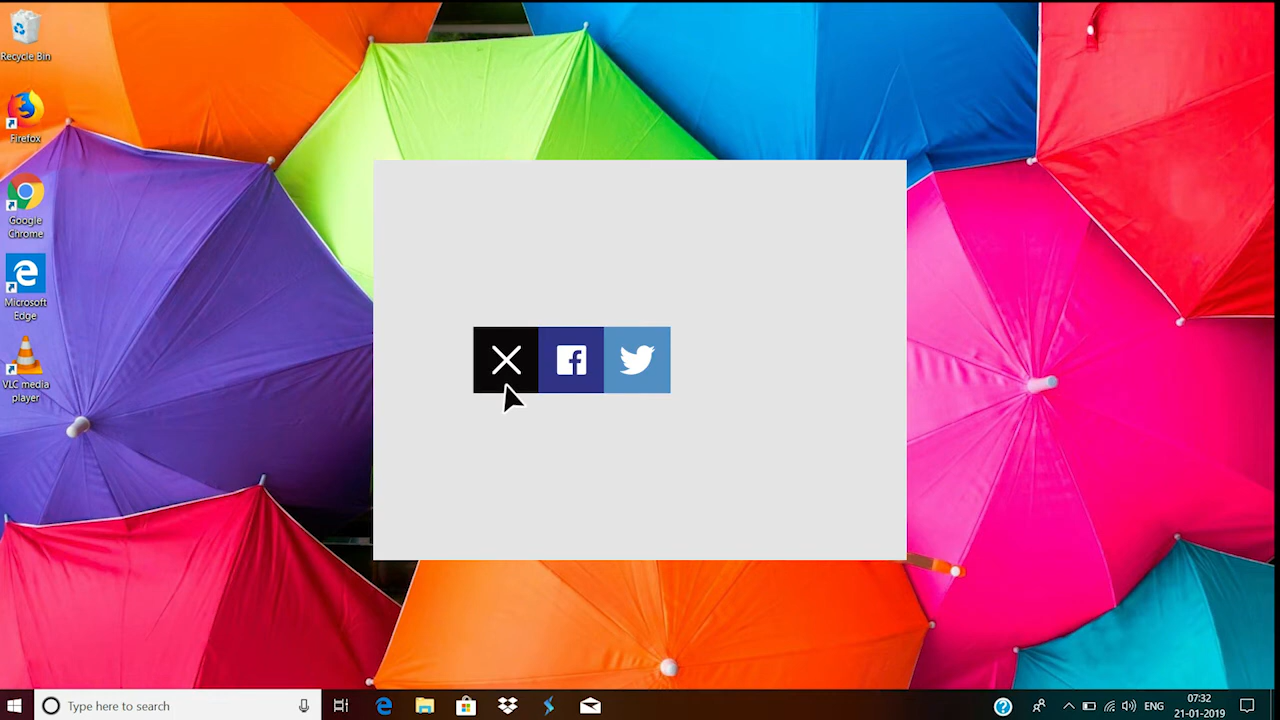 Recycle Bin
Firefox
Google
Chrome
Microsoft
Edge
VLC media
player
Type here to search
ENG
07:32
21-01-2019